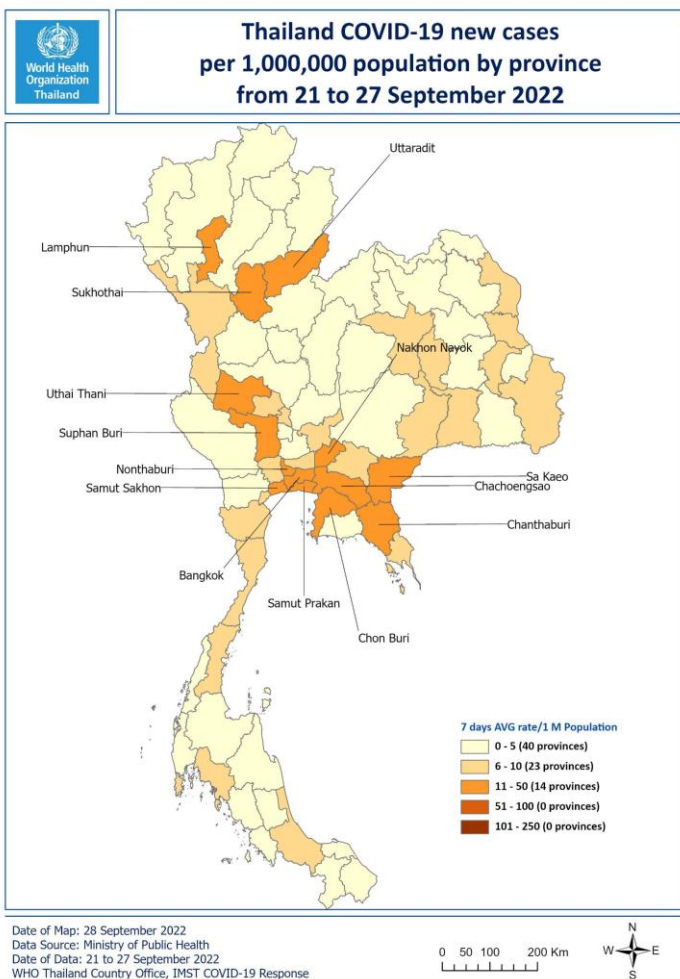 World Health
Organization
Thailand
Thailand COVID-19 new cases
per 1,000,000 population by province
from 21 to 27 September 2022
Uttaradit
Lamphun
Sukhothai
Nakhon Nayok
Uthai Thani
Suphan Buri
Nonthaburi
Sa Kaeo
Samut Sakhon
Chachoengsao
Chanthaburi
Bangkok
Samut Prakan
Chon Buri
7 days AVG rate/1 M Population
0 - 5 (40 provinces)
6 - 10 (23 provinces)
11 - 50 (14 provinces)
51 - 100 (0 provinces)
101 - 250 (0 provinces)
Date of Map: 28 September 2022
Data Source: Ministry of Public Health
Date of Data: 21 to 27 September 2022
WHO Thailand Country Office, IMST COVID-19 Response
0 50 100 200 Km
N
W E
S